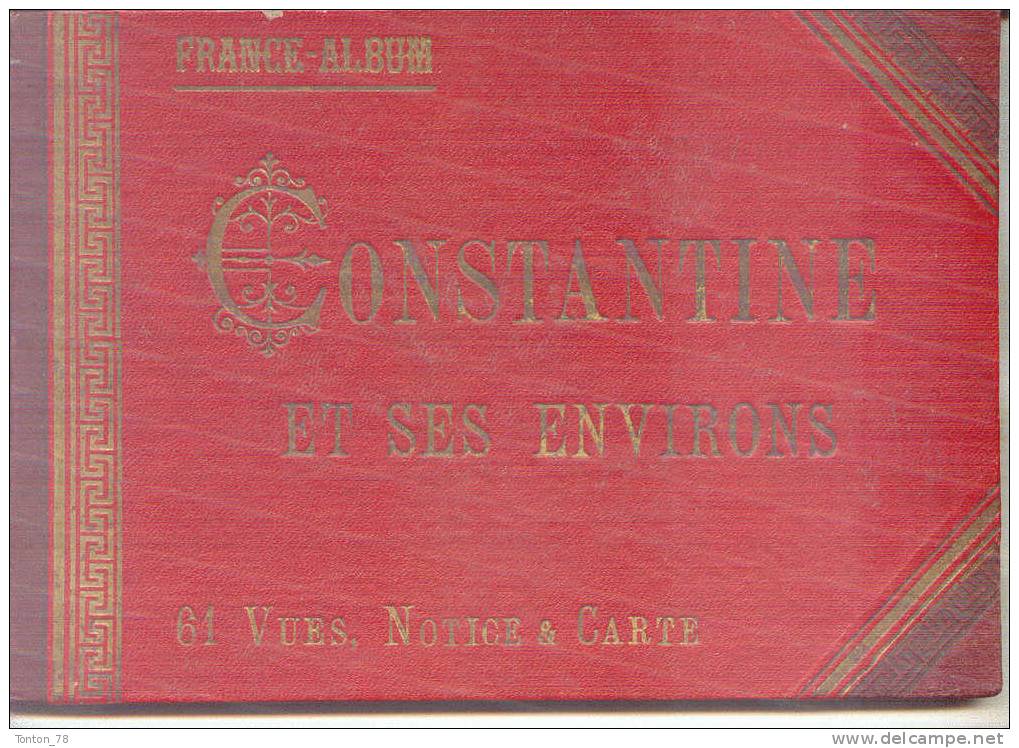 FRANCE-ALBUM
CONSTANTINE
ET SES ENVIRONS
61 VUES, NOTICE & CARTE
Tonton_78
www.delcampe.net